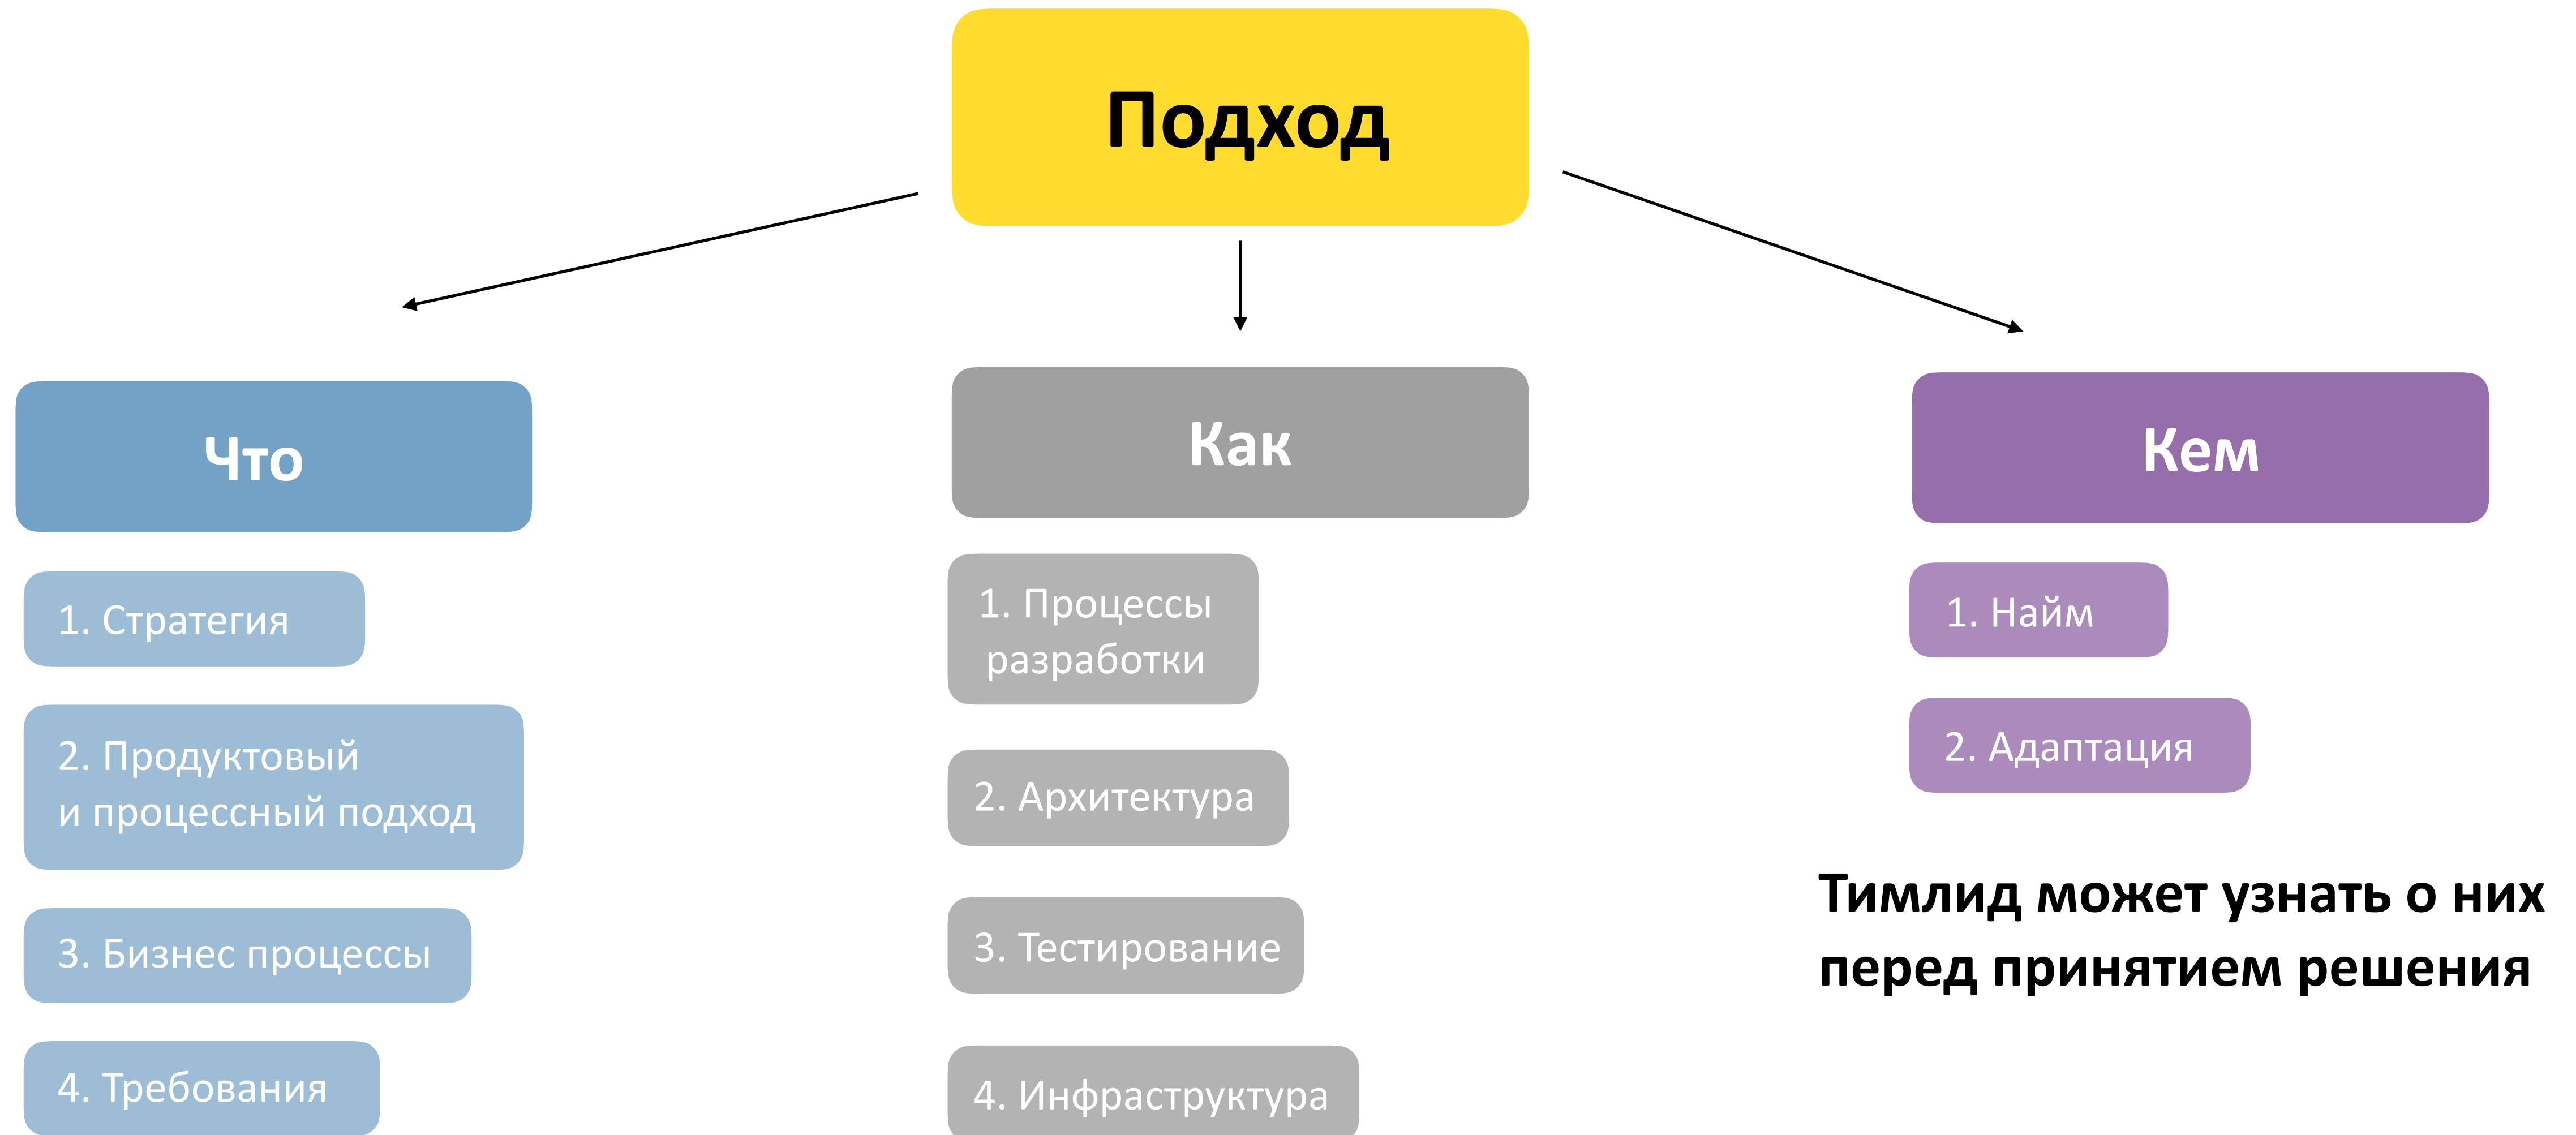 Подход
Что
1. Стратегия
2. Продуктовый
и процессный подход
3. Бизнес процессы
4. Требования
Как
1. Процессы
разработки
2. Архитектура
3. Тестирование
4. Инфраструктура
Кем
1. Найм
2. Адаптация
Тимлид может узнать о них
перед принятием решения